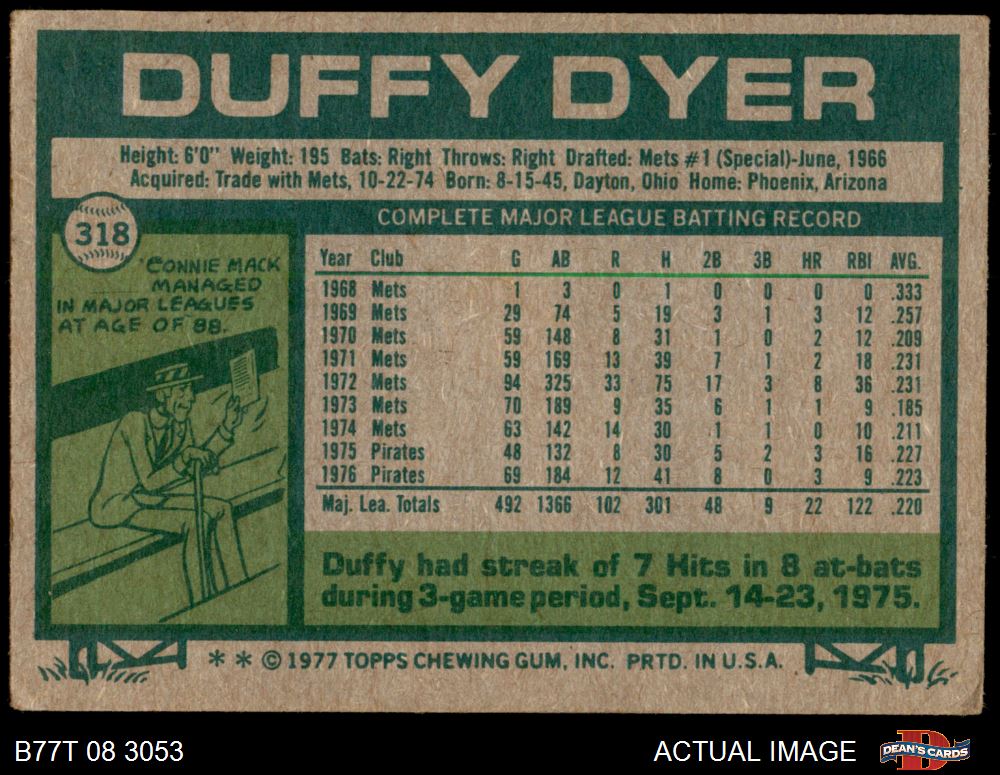 DUFFY DYER
Height: 6'0" Weight: 195 Bats: Right Throws: Right Drafted: Mets #1 (Special)-June, 1966
Acquired: Trade with Mets, 10-22-74 Born: 8-15-45, Dayton, Ohio Home: Phoenix, Arizona
318
CONNIE MACK
MANAGED
IN MAJOR LEAGUES
AT AGE OF 88.
COMPLETE MAJOR LEAGUE BATTING RECORD
Year Club G AB R H 2B 3B HR RBI AVG.
1968 Mets 1 3 0 1 0 0 0 0 .333
1969 Mets 29 74 5 19 3 1 3 12 .257
1970 Mets 59 148 8 31 1 0 2 12 .209
1971 Mets 59 169 13 39 7 1 2 18 .231
1972 Mets 94 325 33 75 17 3 8 36 .231
1973 Mets 70 189 9 35 6 1 1 9 .185
1974 Mets 63 142 14 30 1 1 0 10 .211
1975 Pirates 48 132 8 30 5 2 3 16 .227
1976 Pirates 69 184 12 41 8 0 3 9 .223
Maj. Lea. Totals 492 1366 102 301 48 9 22 122 .220
Duffy had streak of 7 Hits in 8 at-bats
during 3-game period, Sept. 14-23, 1975.
* * © 1977 TOPPS CHEWING GUM, INC. PRTD. IN U.S.A.
B77T 08 3053
ACTUAL IMAGE
D
DEAN'S CARDS